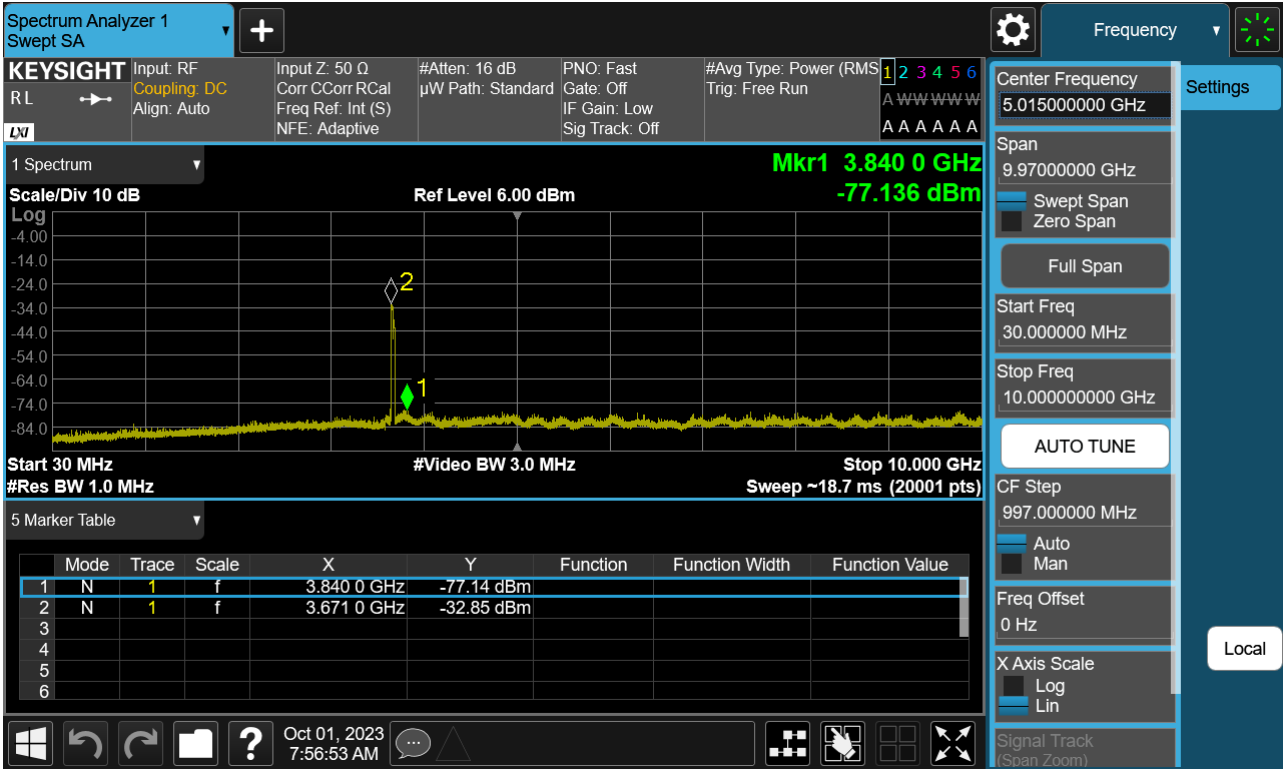 Spectrum Analyzer 1
Swept SA
Frequency
KEYSIGHT
R L
LXI
Input: RF
Coupling: DC
Align: Auto
Input Z: 50 Ω
Corr CCorr RCal
Freq Ref: Int (S)
NFE: Adaptive
#Atten: 16 dB
µW Path: Standard
PNO: Fast
Gate: Off
IF Gain: Low
Sig Track: Off
#Avg Type: Power (RMS
Trig: Free Run
1 2 3 4 5 6
A W W W W W
A A A A A A
1 Spectrum
Mkr1 3.840 0 GHz
-77.136 dBm
Scale/Div 10 dB
Ref Level 6.00 dBm
Log
-4.00
-14.0
-24.0
-34.0
-44.0
-54.0
-64.0
-74.0
-84.0
2
1
Start 30 MHz
#Video BW 3.0 MHz
Stop 10.000 GHz
#Res BW 1.0 MHz
Sweep ~18.7 ms (20001 pts)
5 Marker Table
Mode Trace Scale X Y Function Function Width Function Value
1 N 1 f 3.840 0 GHz -77.14 dBm
2 N 1 f 3.671 0 GHz -32.85 dBm
3
4
5
6
Oct 01, 2023
7:56:53 AM
Center Frequency
5.015000000 GHz
Span
9.97000000 GHz
Swept Span
Zero Span
Full Span
Start Freq
30.000000 MHz
Stop Freq
10.000000000 GHz
AUTO TUNE
CF Step
997.000000 MHz
Auto
Man
Freq Offset
0 Hz
X Axis Scale
Log
Lin
Signal Track
(Span Zoom)
Settings
Local